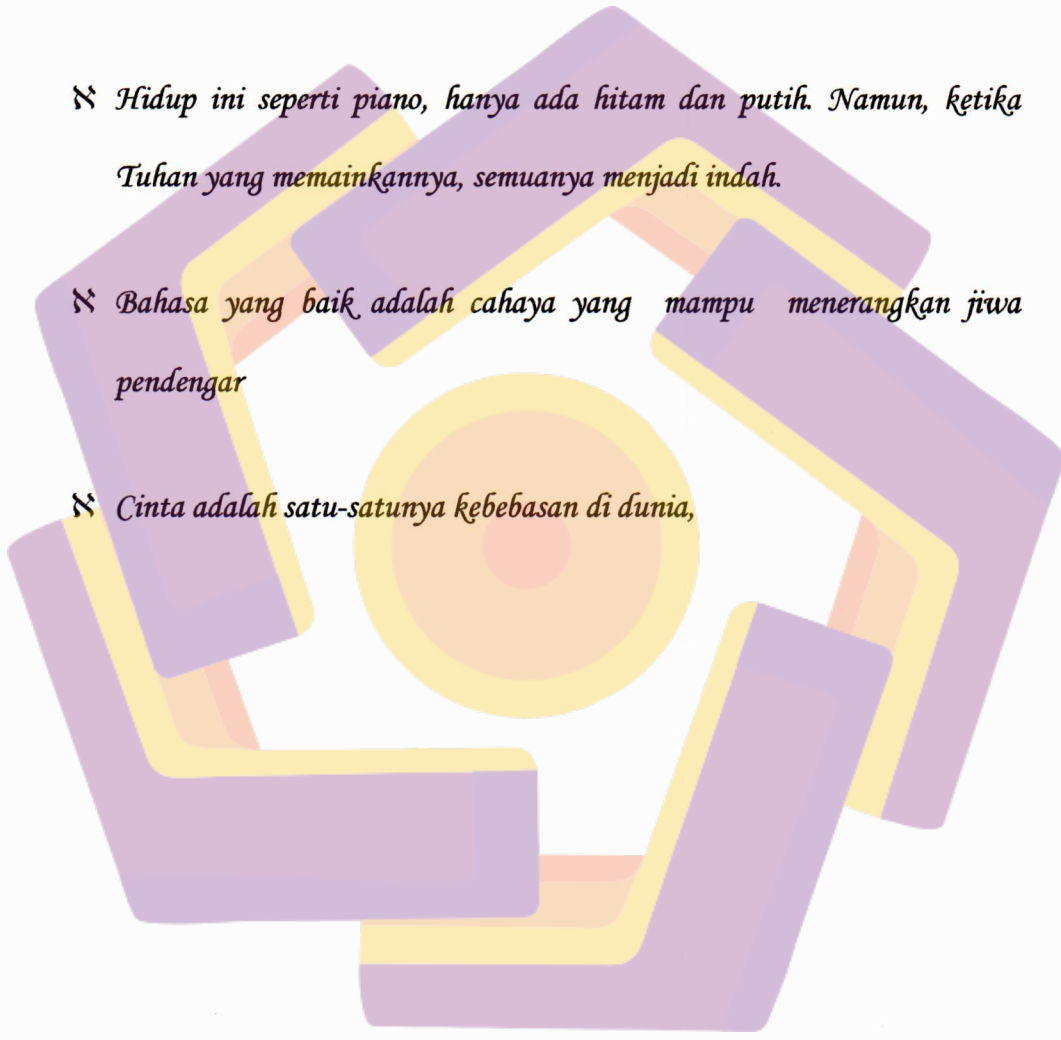 ℵ Hidup ini seperti piano, hanya ada hitam dan putih. Namun, ketika
Tuhan yang memainkannya, semuanya menjadi indah.
ℵ Bahasa yang baik adalah cahaya yang mampu menerangkan jiwa
pendengar
ℵ Cinta adalah satu-satunya kebebasan di dunia,